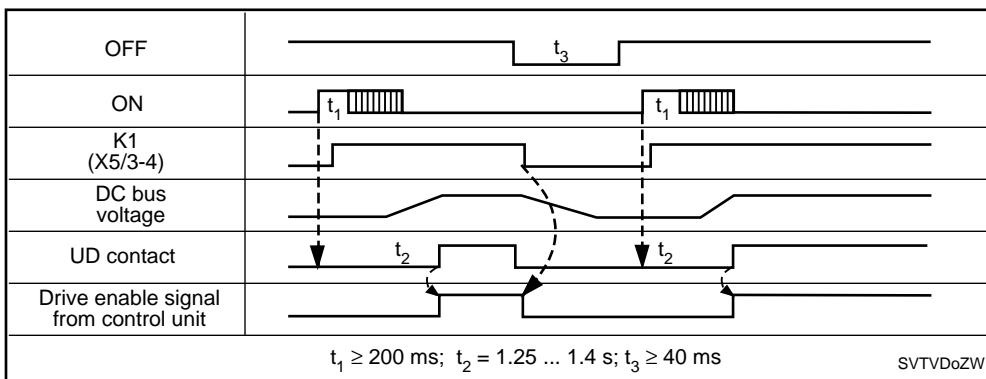 OFF
t3
ON
t1
t1
K1
(X5/3-4)
DC bus
voltage
UD contact
t2
t2
Drive enable signal
from control unit
t1 ≥ 200 ms; t2 = 1.25 ... 1.4 s; t3 ≥ 40 ms
SVTVDoZW